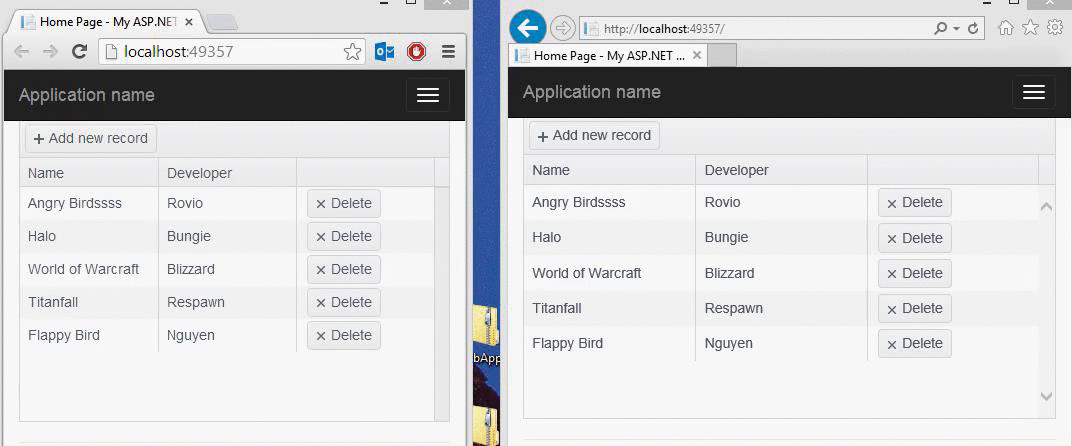 Home Page - My ASP.NET
localhost:49357
Application name
+ Add new record
Name Developer
Angry Birdssss Rovio × Delete
Halo Bungie × Delete
World of Warcraft Blizzard × Delete
Titanfall Respawn × Delete
Flappy Bird Nguyen × Delete
bApp
http://localhost:49357/
Home Page - My ASP.NET ...
Application name
+ Add new record
Name Developer
Angry Birdssss Rovio × Delete
Halo Bungie × Delete
World of Warcraft Blizzard × Delete
Titanfall Respawn × Delete
Flappy Bird Nguyen × Delete